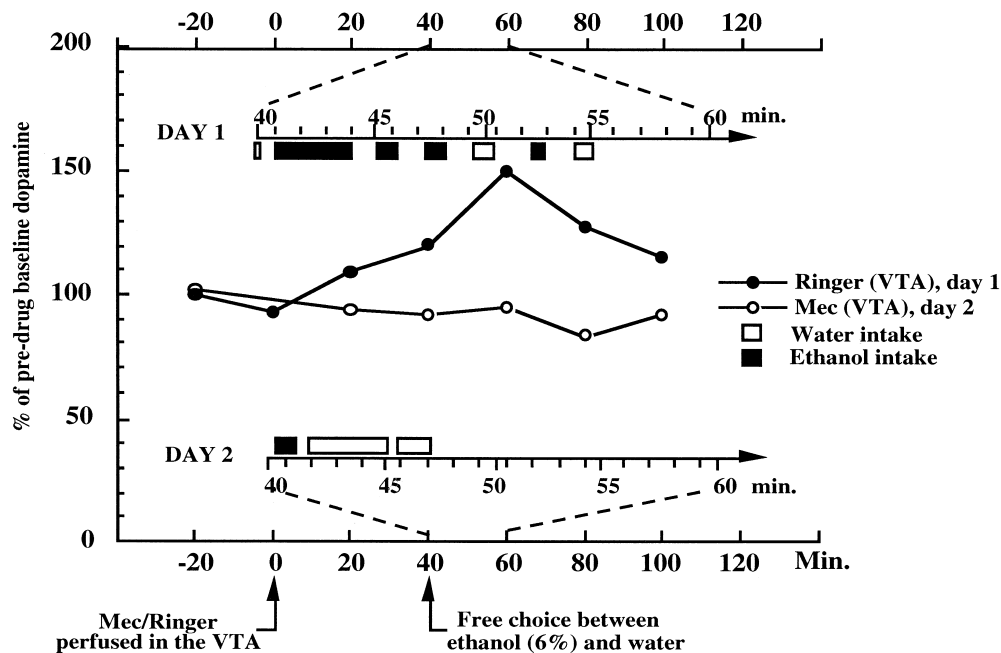 -20 0 20 40 60 80 100 120
200
40 45 50 55 60 min.
DAY 1
150
% of pre-drug baseline dopamine
100
Ringer (VTA), day 1
Mec (VTA), day 2
Water intake
Ethanol intake
50
DAY 2
40 45 50 55 60 min.
0
-20 0 20 40 60 80 100 120 Min.
Mec/Ringer
perfused in the VTA
Free choice between
ethanol (6%) and water